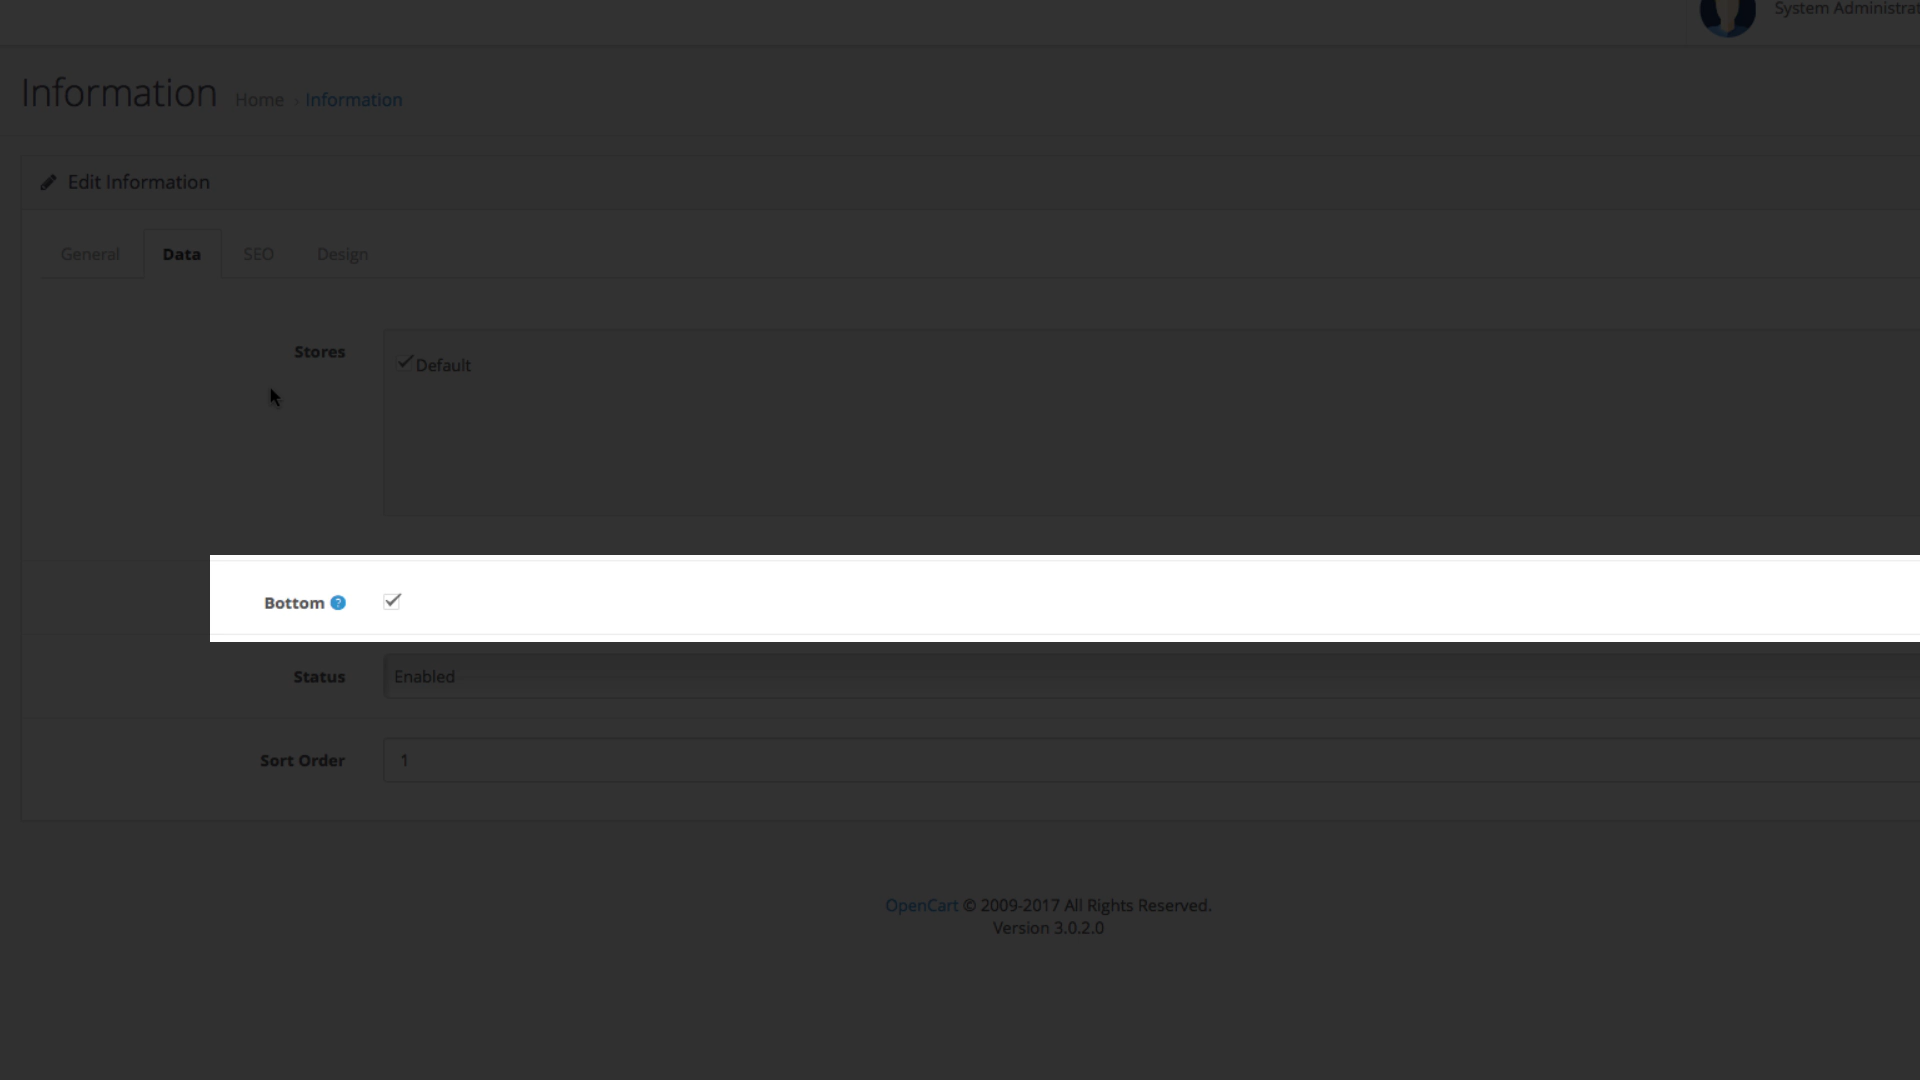 System Administrat
Information Home › Information
Edit Information
General Data SEO Design
Stores
Default
Bottom ?
Status Enabled
Sort Order 1
OpenCart © 2009-2017 All Rights Reserved.
Version 3.0.2.0